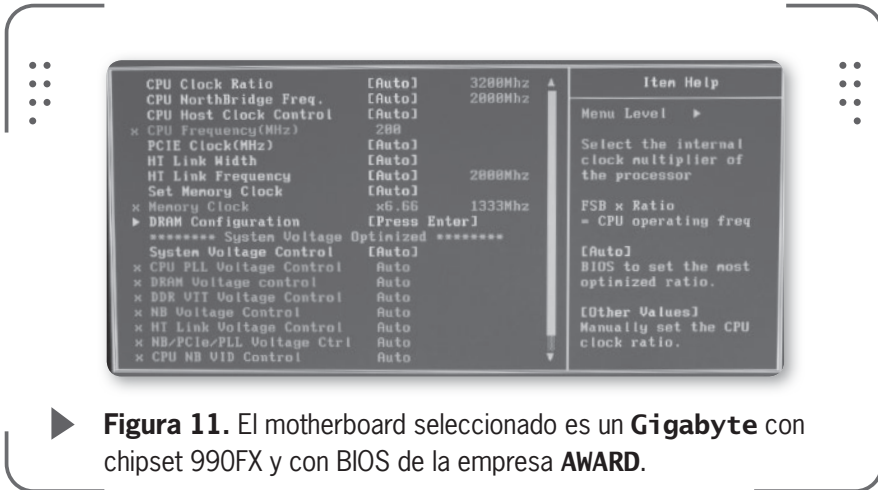 CPU Clock Ratio [Auto] 3200Mhz
CPU NorthBridge Freq. [Auto] 2000Mhz
CPU Host Clock Control [Auto]
x CPU Frequency(MHz) 200
PCIE Clock(MHz) [Auto]
HT Link Width [Auto]
HT Link Frequency [Auto] 2000Mhz
Set Memory Clock [Auto]
x Memory Clock x6.66 1333Mhz
▶ DRAM Configuration [Press Enter]
******** System Voltage Optimized ********
System Voltage Control [Auto]
x CPU PLL Voltage Control Auto
x DRAM Voltage control Auto
x DDR VTT Voltage Control Auto
x NB Voltage Control Auto
x HT Link Voltage Control Auto
x NB/PCIe/PLL Voltage Ctrl Auto
x CPU NB VID Control Auto
Item Help
Menu Level ▶
Select the internal
clock multiplier of
the processor
FSB x Ratio
= CPU operating freq
[Auto]
BIOS to set the most
optimized ratio.
[Other Values]
Manually set the CPU
clock ratio.
▶ Figura 11. El motherboard seleccionado es un Gigabyte con
chipset 990FX y con BIOS de la empresa AWARD.